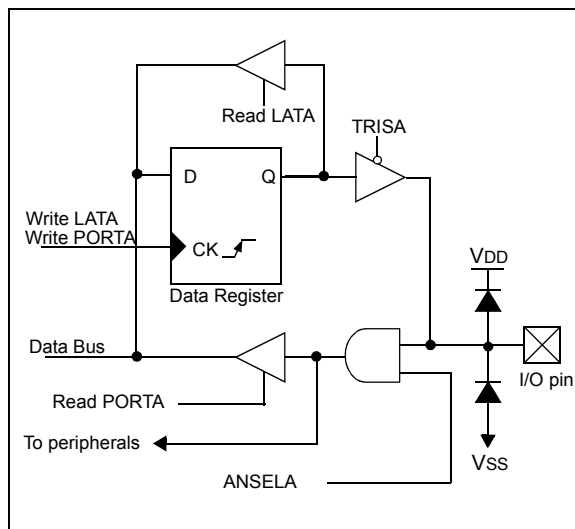 Read LATA
TRISA
D
Q
Write LATA
Write PORTA
CK
Data Register
VDD
Data Bus
I/O pin
Read PORTA
To peripherals
VSS
ANSELA